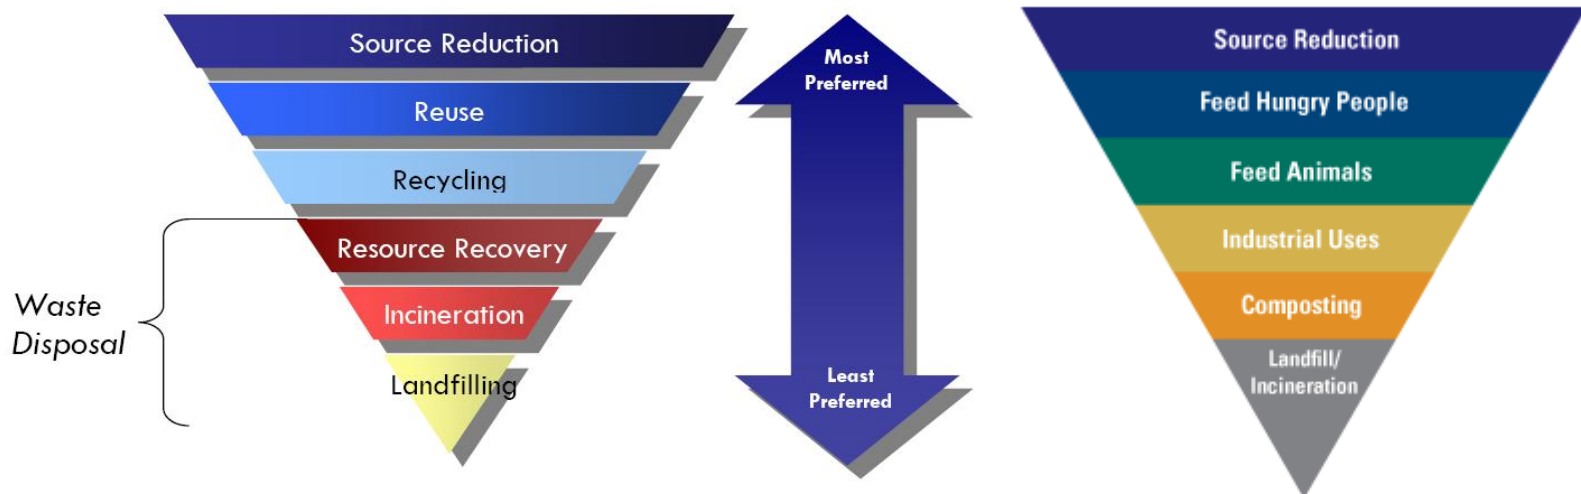 Source Reduction
Reuse
Recycling
Resource Recovery
Incineration
Landfilling
Waste
Disposal
Most
Preferred
Least
Preferred
Source Reduction
Feed Hungry People
Feed Animals
Industrial Uses
Composting
Landfill/
Incineration